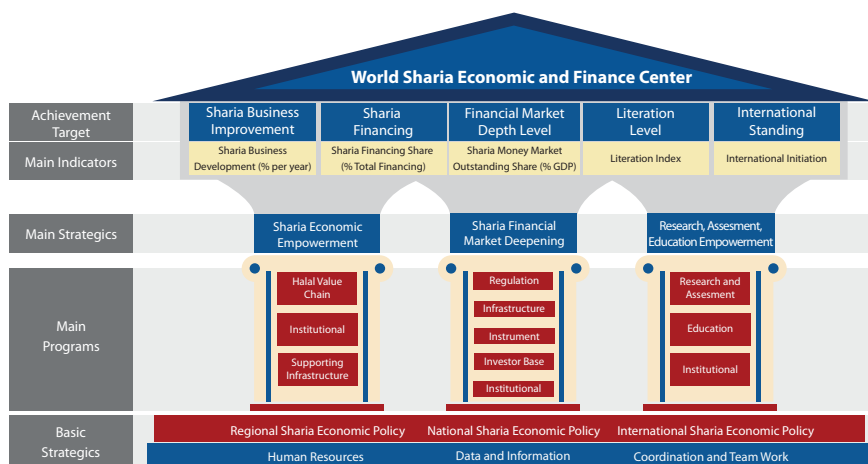 World Sharia Economic and Finance Center
Achievement
Target
Sharia Business
Improvement
Sharia
Financing
Financial Market
Depth Level
Literation
Level
International
Standing
Main Indicators
Sharia Business
Development (% per year)
Sharia Financing Share
(% Total Financing)
Sharia Money Market
Outstanding Share (% GDP)
Literation Index
International Initiation
Main Strategics
Sharia Economic
Empowerment
Sharia Financial
Market Deepening
Research, Assesment,
Education Empowerment
Main
Programs
Halal Value
Chain
Institutional
Supporting
Infrastructure
Regulation
Infrastructure
Instrument
Investor Base
Institutional
Research and
Assesment
Education
Institutional
Basic
Strategics
Regional Sharia Economic Policy
National Sharia Economic Policy
International Sharia Economic Policy
Human Resources
Data and Information
Coordination and Team Work